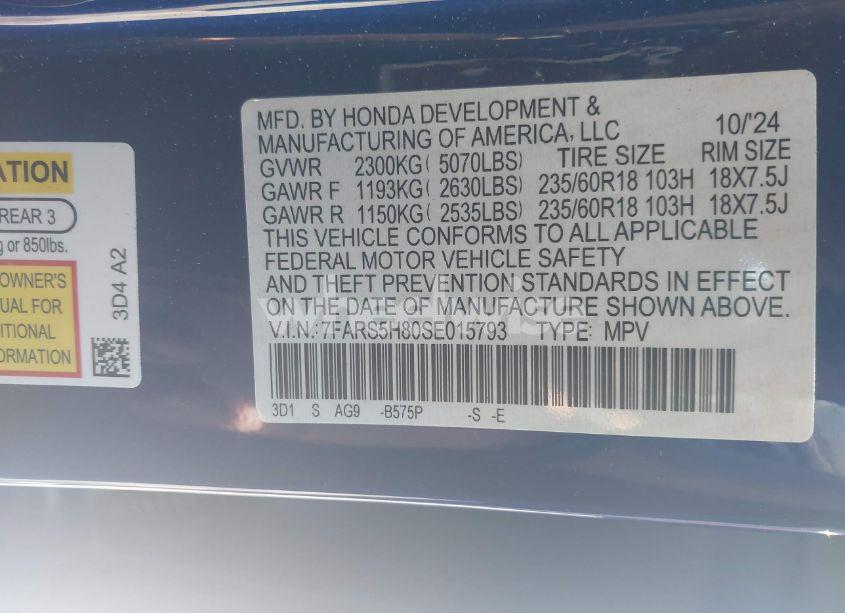 ATION
REAR 3
g or 850lbs.
OWNER'S
UAL FOR
ITIONAL
FORMATION
3D4 A2
MFD. BY HONDA DEVELOPMENT &
MANUFACTURING OF AMERICA, LLC 10/'24
GVWR 2300KG( 5070LBS) TIRE SIZE RIM SIZE
GAWR F 1193KG( 2630LBS) 235/60R18 103H 18X7.5J
GAWR R 1150KG( 2535LBS) 235/60R18 103H 18X7.5J
THIS VEHICLE CONFORMS TO ALL APPLICABLE
FEDERAL MOTOR VEHICLE SAFETY
AND THEFT PREVENTION STANDARDS IN EFFECT
ON THE DATE OF MANUFACTURE SHOWN ABOVE.
V.I.N.:7FARS5H80SE015793 TYPE: MPV
3D1 S AG9 -B575P -S -E